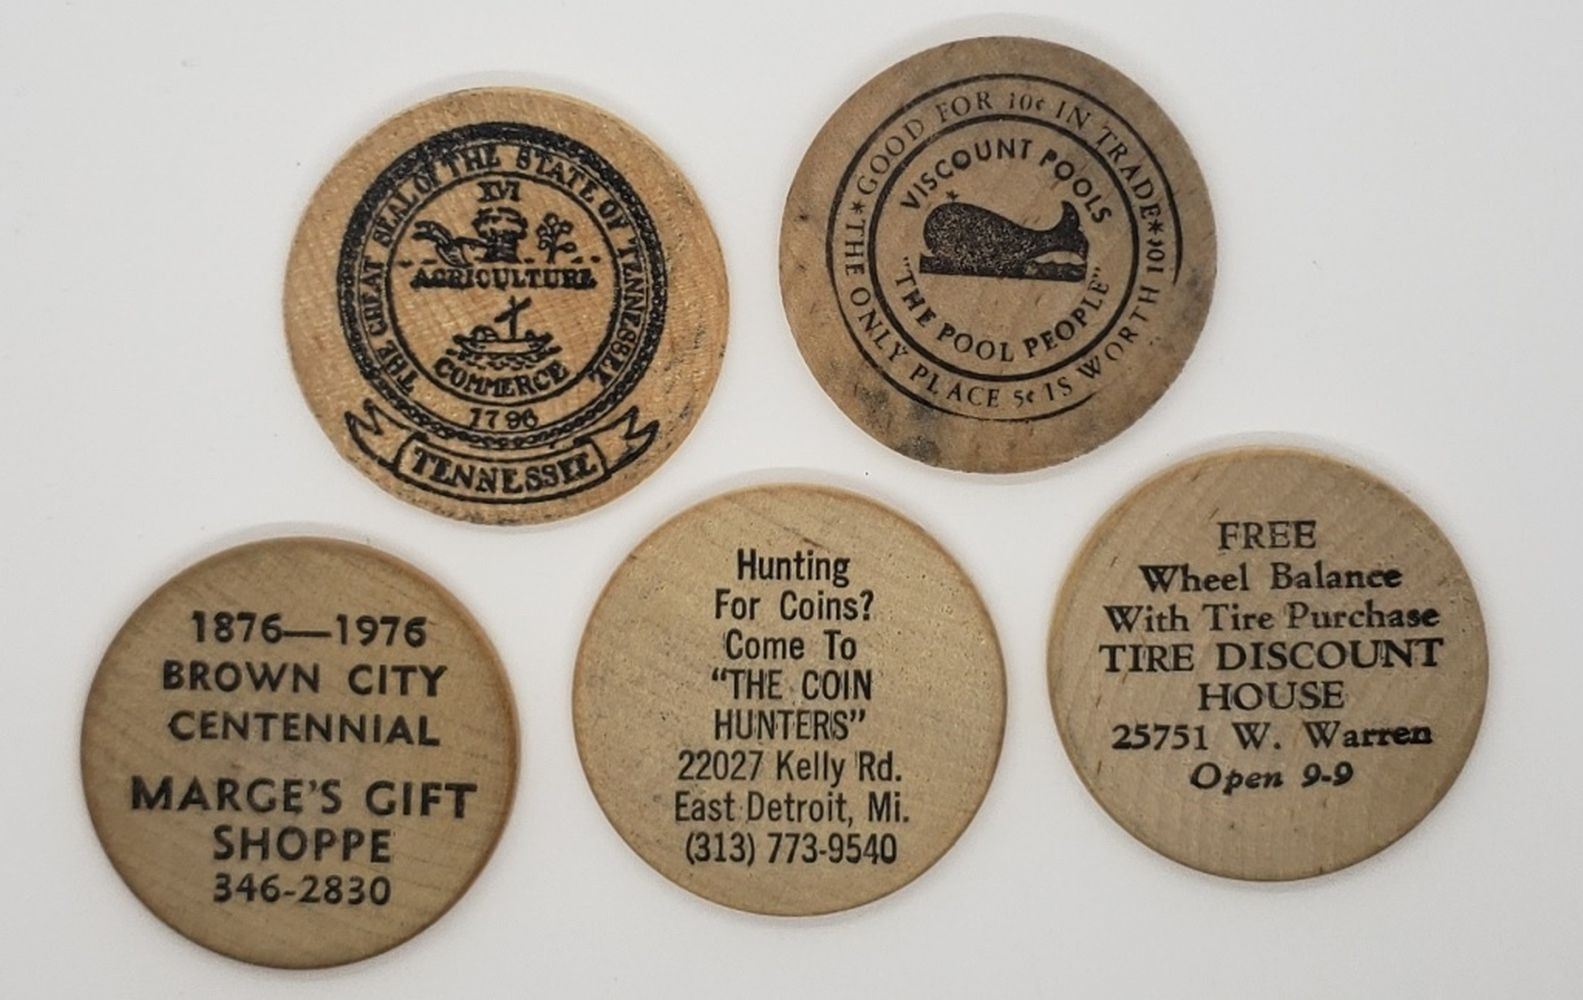 THE GREAT SEAL OF THE STATE OF TENNESSEE
XVI
AGRICULTURE
COMMERCE
1796
TENNESSEE
*GOOD FOR 10¢ IN TRADE*
10¢
THE ONLY PLACE 5¢ IS WORTH
VISCOUNT POOLS
"THE POOL PEOPLE"
1876—1976
BROWN CITY
CENTENNIAL
MARGE'S GIFT
SHOPPE
346-2830
Hunting
For Coins?
Come To
"THE COIN
HUNTERS"
22027 Kelly Rd.
East Detroit, Mi.
(313) 773-9540
FREE
Wheel Balance
With Tire Purchase
TIRE DISCOUNT
HOUSE
25751 W. Warren
Open 9-9